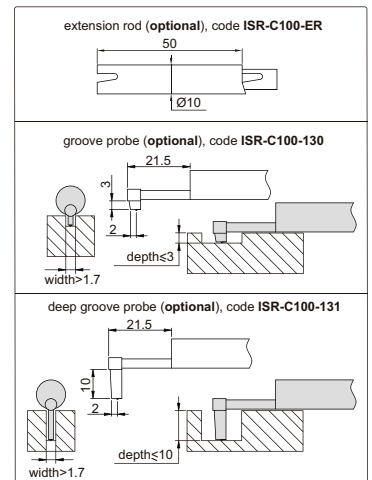 extension rod (optional), code ISR-C100-ER
50
Ø10
groove probe (optional), code ISR-C100-130
21.5
3
2
depth≤3
width>1.7
deep groove probe (optional), code ISR-C100-131
21.5
10
2
depth≤10
width>1.7